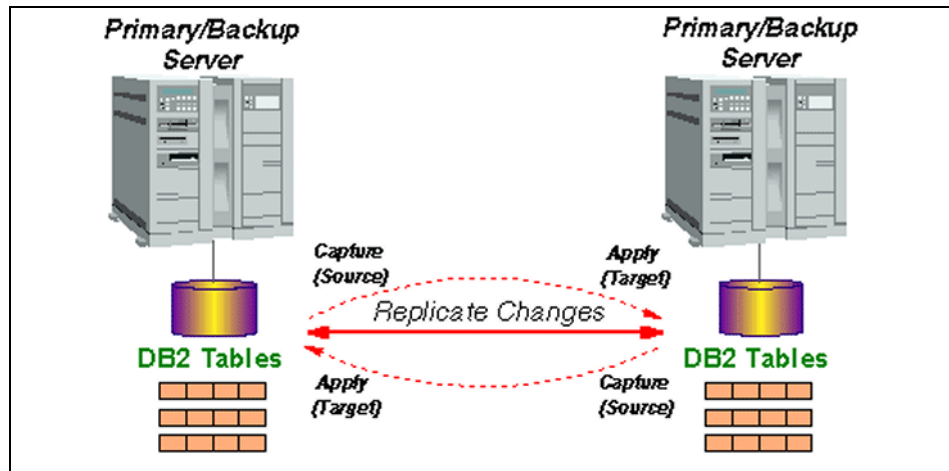 Primary/Backup
Server
Primary/Backup
Server
Capture
{Source}
Apply
{Target}
Replicate Changes
DB2 Tables
DB2 Tables
Apply
{Target}
Capture
{Source}